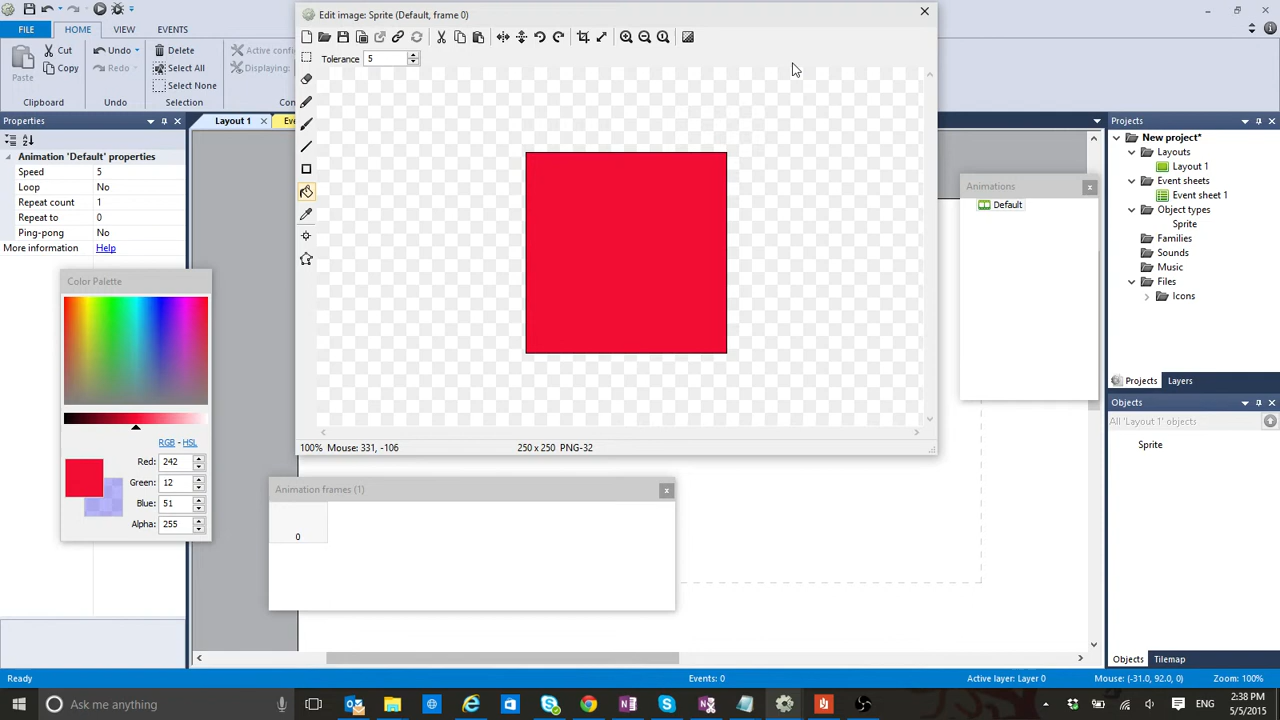 Edit image: Sprite (Default, frame 0)
FILE HOME VIEW EVENTS
Paste Cut Copy
Undo Redo
Delete Select All Select None
Active confi
Displaying:
Clipboard Undo Selection Con
Tolerance 5
Properties
Layout 1 Eve
Animation 'Default' properties
Speed 5
Loop No
Repeat count 1
Repeat to 0
Ping-pong No
More information Help
Color Palette
RGB - HSL
Red: 242
Green: 12
Blue: 51
Alpha: 255
100% Mouse: 331, -106 250 x 250 PNG-32
Animation frames (1)
0
Animations
Default
Projects
New project*
Layouts
Layout 1
Event sheets
Event sheet 1
Object types
Sprite
Families
Sounds
Music
Files
Icons
Projects Layers
Objects
All 'Layout 1' objects
Sprite
Objects Tilemap
Ready Events: 0 Active layer: Layer 0 Mouse: (-31.0, 92.0, 0) Zoom: 100%
Ask me anything
ENG
2:38 PM
5/5/2015